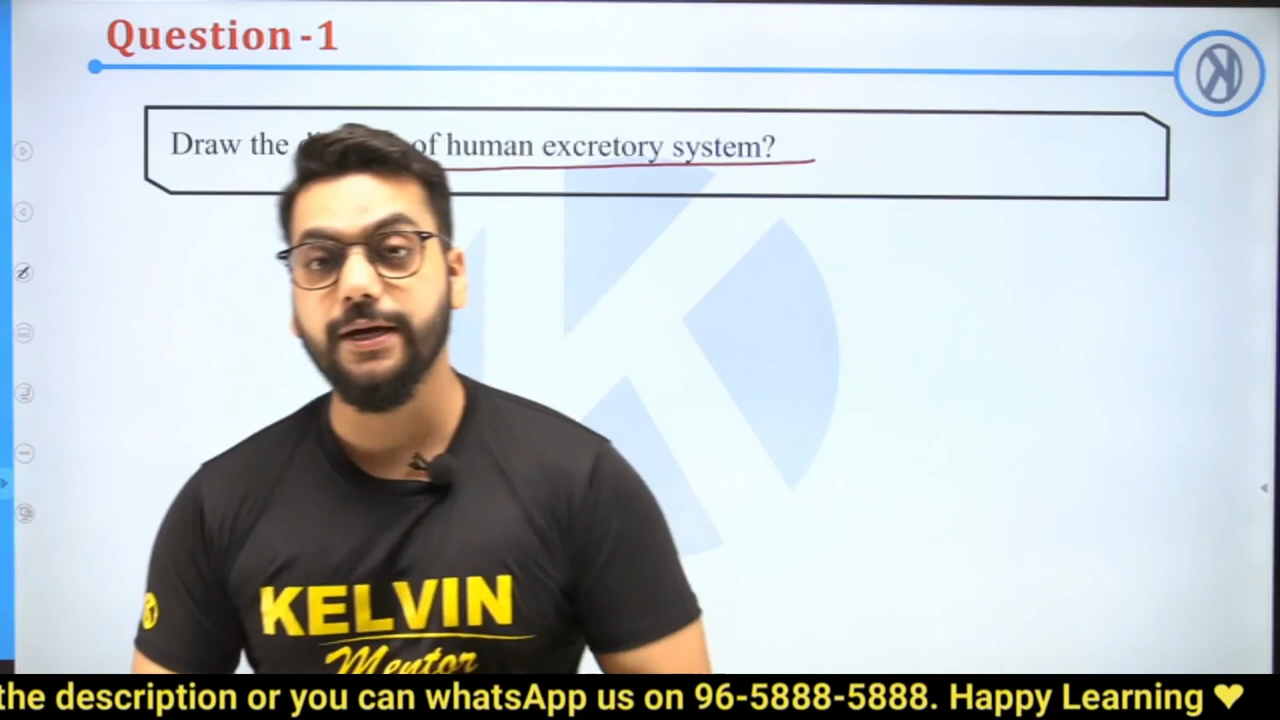 Question -1
Draw the of human excretory system?
KELVIN
Mentor
the description or you can whatsApp us on 96-5888-5888. Happy Learning ♥